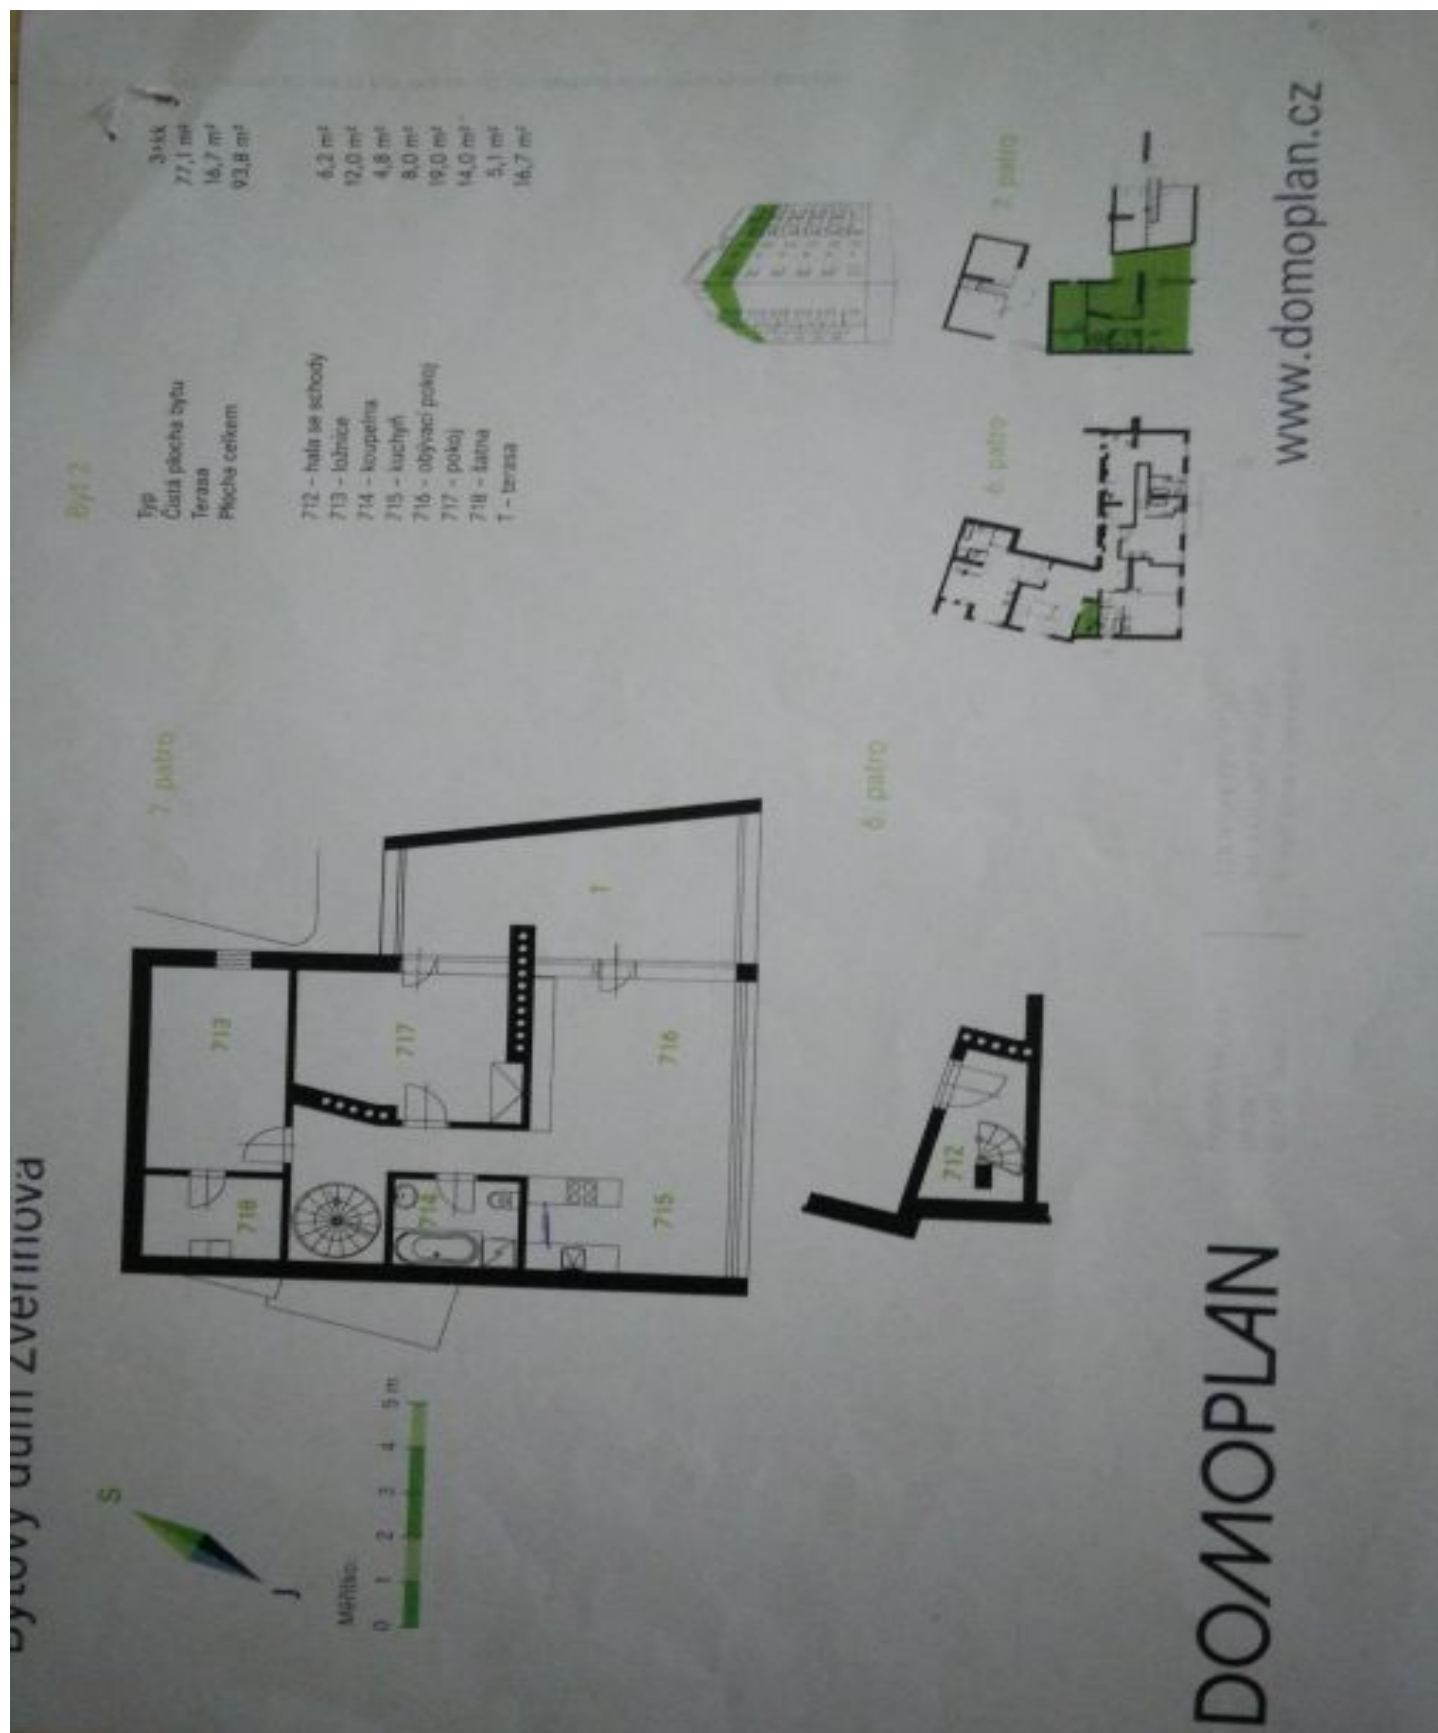 Bytový dům Zvěřinova
Byt 2
Typ 3+kk
Čistá plocha bytu 77,1 m²
Terasa 16,7 m²
Plocha celkem 93,8 m²
712 - hala se schody 6,2 m²
713 - ložnice 12,0 m²
714 - koupelna 4,8 m²
715 - kuchyň 8,0 m²
716 - obývací pokoj 19,0 m²
717 - pokoj 14,0 m²
718 - šatna 5,1 m²
T - terasa 16,7 m²
S
J
Měřítko:
0 1 2 3 4 5 m
7. patro
713
718
717
714
T
716
715
6. patro
712
6. patro
7. patro
DOMOPLAN
www.domoplan.cz